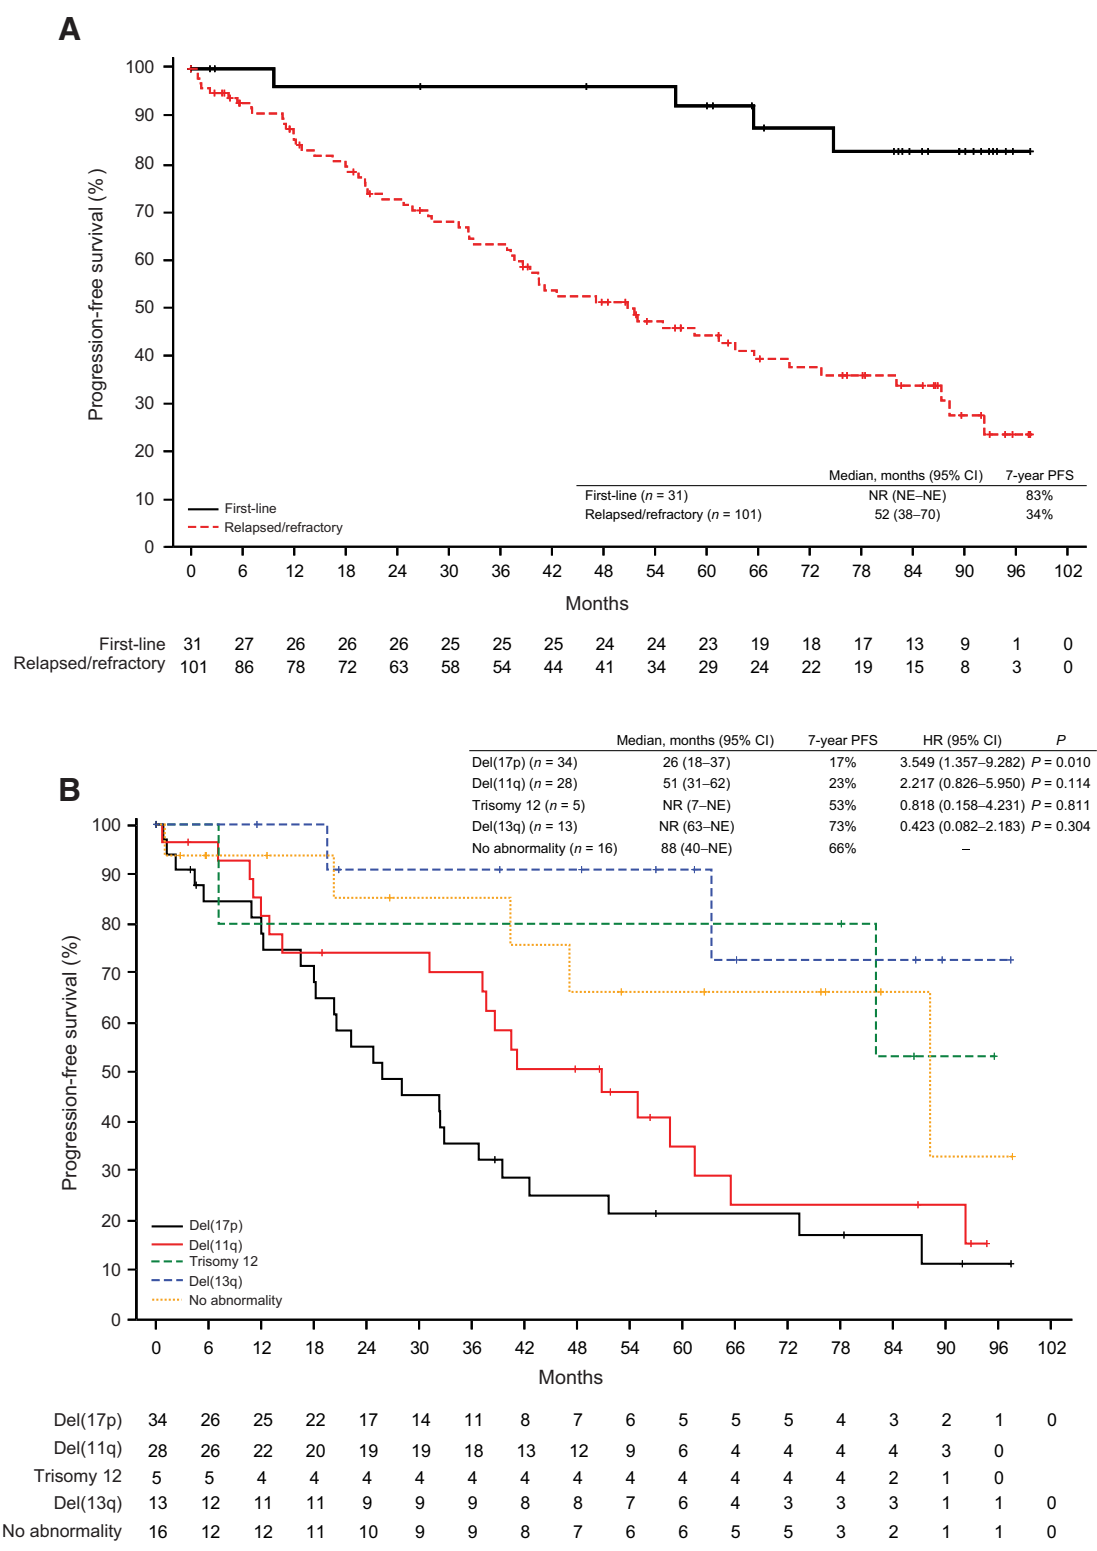 A
100
90
80
70
60
50
40
30
20
10
0
Progression-free survival (%)
Median, months (95% CI) 7-year PFS
First-line (n = 31) NR (NE–NE) 83%
Relapsed/refractory (n = 101) 52 (38–70) 34%
First-line
Relapsed/refractory
0 6 12 18 24 30 36 42 48 54 60 66 72 78 84 90 96 102
Months
First-line 31 27 26 26 26 25 25 25 24 24 23 19 18 17 13 9 1 0
Relapsed/refractory 101 86 78 72 63 58 54 44 41 34 29 24 22 19 15 8 3 0
B
Median, months (95% CI) 7-year PFS HR (95% CI) P
Del(17p) (n = 34) 26 (18–37) 17% 3.549 (1.357–9.282) P = 0.010
Del(11q) (n = 28) 51 (31–62) 23% 2.217 (0.826–5.950) P = 0.114
Trisomy 12 (n = 5) NR (7–NE) 53% 0.818 (0.158–4.231) P = 0.811
Del(13q) (n = 13) NR (63–NE) 73% 0.423 (0.082–2.183) P = 0.304
No abnormality (n = 16) 88 (40–NE) 66% –
100
90
80
70
60
50
40
30
20
10
0
Progression-free survival (%)
Del(17p)
Del(11q)
Trisomy 12
Del(13q)
No abnormality
0 6 12 18 24 30 36 42 48 54 60 66 72 78 84 90 96 102
Months
Del(17p) 34 26 25 22 17 14 11 8 7 6 5 5 5 4 3 2 1 0
Del(11q) 28 26 22 20 19 19 18 13 12 9 6 4 4 4 4 3 0
Trisomy 12 5 5 4 4 4 4 4 4 4 4 4 4 4 4 2 1 0
Del(13q) 13 12 11 11 9 9 9 8 8 7 6 4 3 3 3 1 1 0
No abnormality 16 12 12 11 10 9 9 8 7 6 6 5 5 3 2 1 1 0